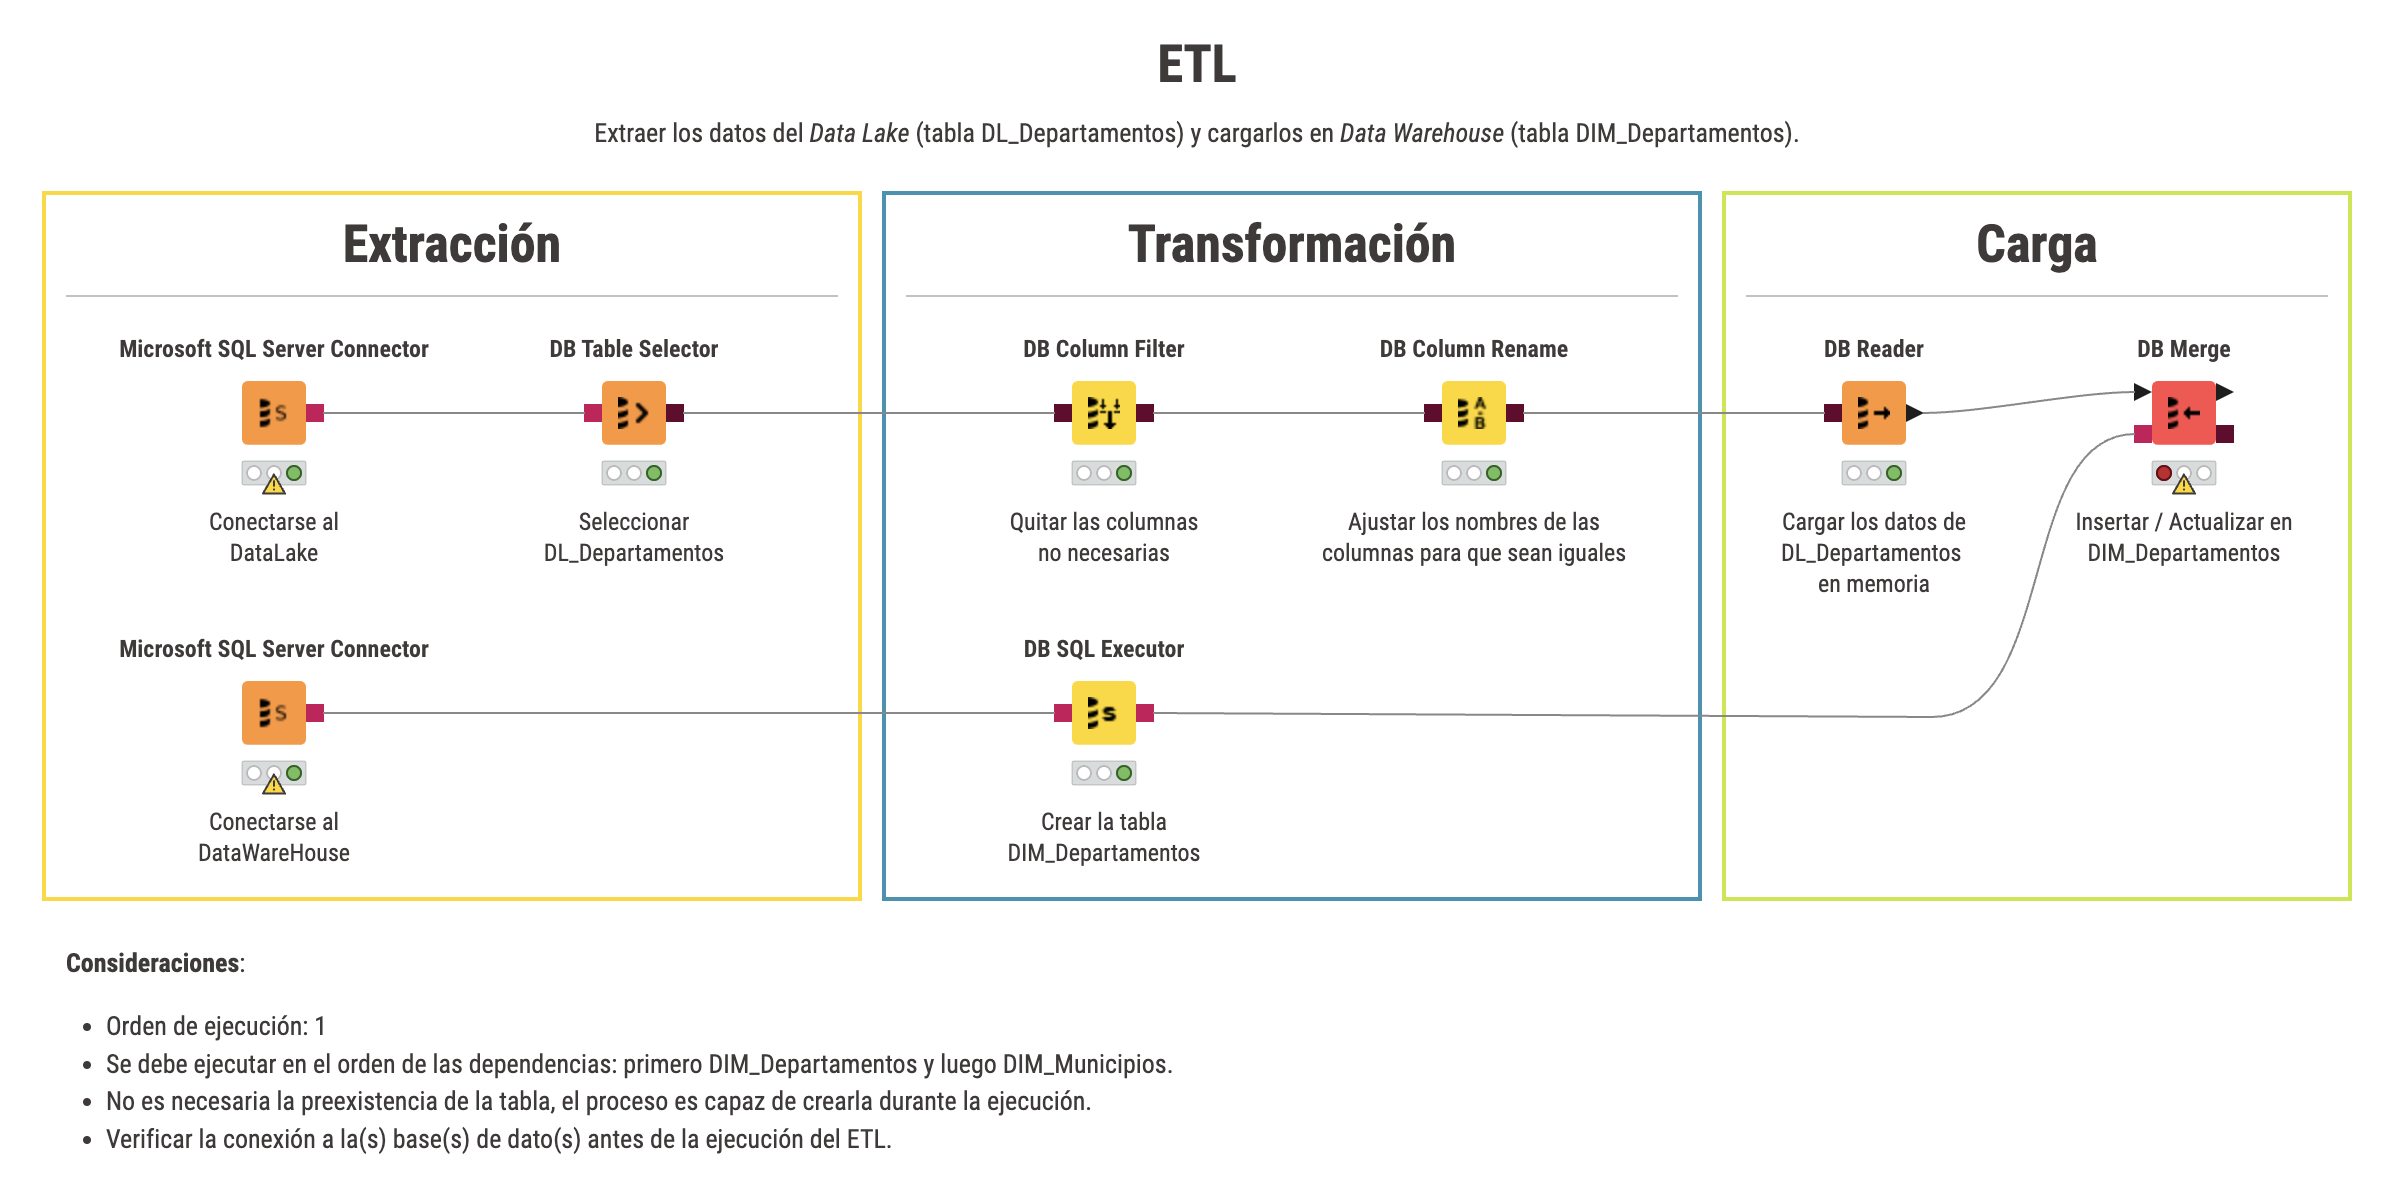 ETL
Extraer los datos del Data Lake (tabla DL_Departamentos) y cargarlos en Data Warehouse (tabla DIM_Departamentos).
Extracción
Microsoft SQL Server Connector
S
Conectarse al
DataLake
DB Table Selector
Seleccionar
DL_Departamentos
Microsoft SQL Server Connector
S
Conectarse al
DataWareHouse
Transformación
DB Column Filter
Quitar las columnas
no necesarias
DB Column Rename
A
B
Ajustar los nombres de las
columnas para que sean iguales
DB SQL Executor
S
Crear la tabla
DIM_Departamentos
Carga
DB Reader
Cargar los datos de
DL_Departamentos
en memoria
DB Merge
Insertar / Actualizar en
DIM_Departamentos
Consideraciones:
• Orden de ejecución: 1
• Se debe ejecutar en el orden de las dependencias: primero DIM_Departamentos y luego DIM_Municipios.
• No es necesaria la preexistencia de la tabla, el proceso es capaz de crearla durante la ejecución.
• Verificar la conexión a la(s) base(s) de dato(s) antes de la ejecución del ETL.